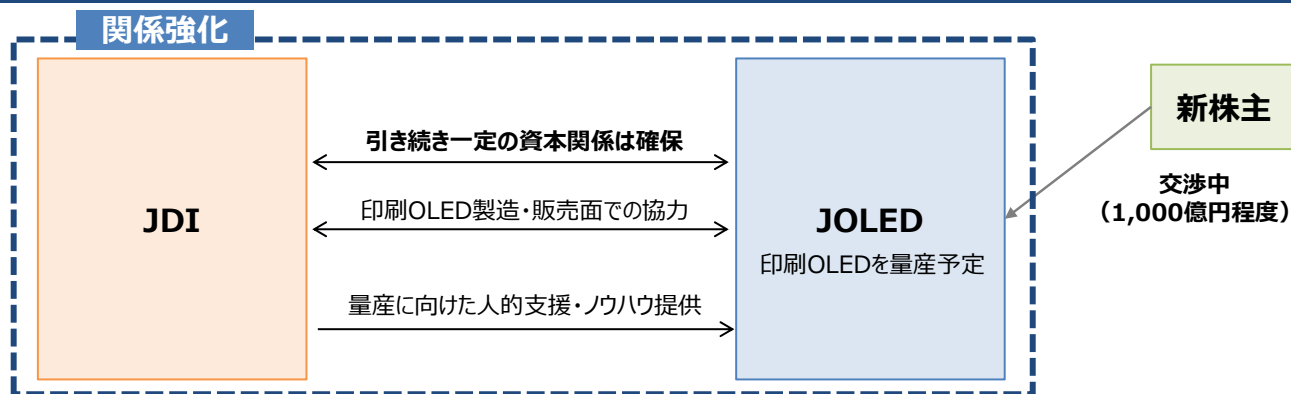 関係強化
JDI
引き続き一定の資本関係は確保
印刷OLED製造・販売面での協力
量産に向けた人的支援・ノウハウ提供
JOLED
印刷OLEDを量産予定
新株主
交渉中
（1,000億円程度）